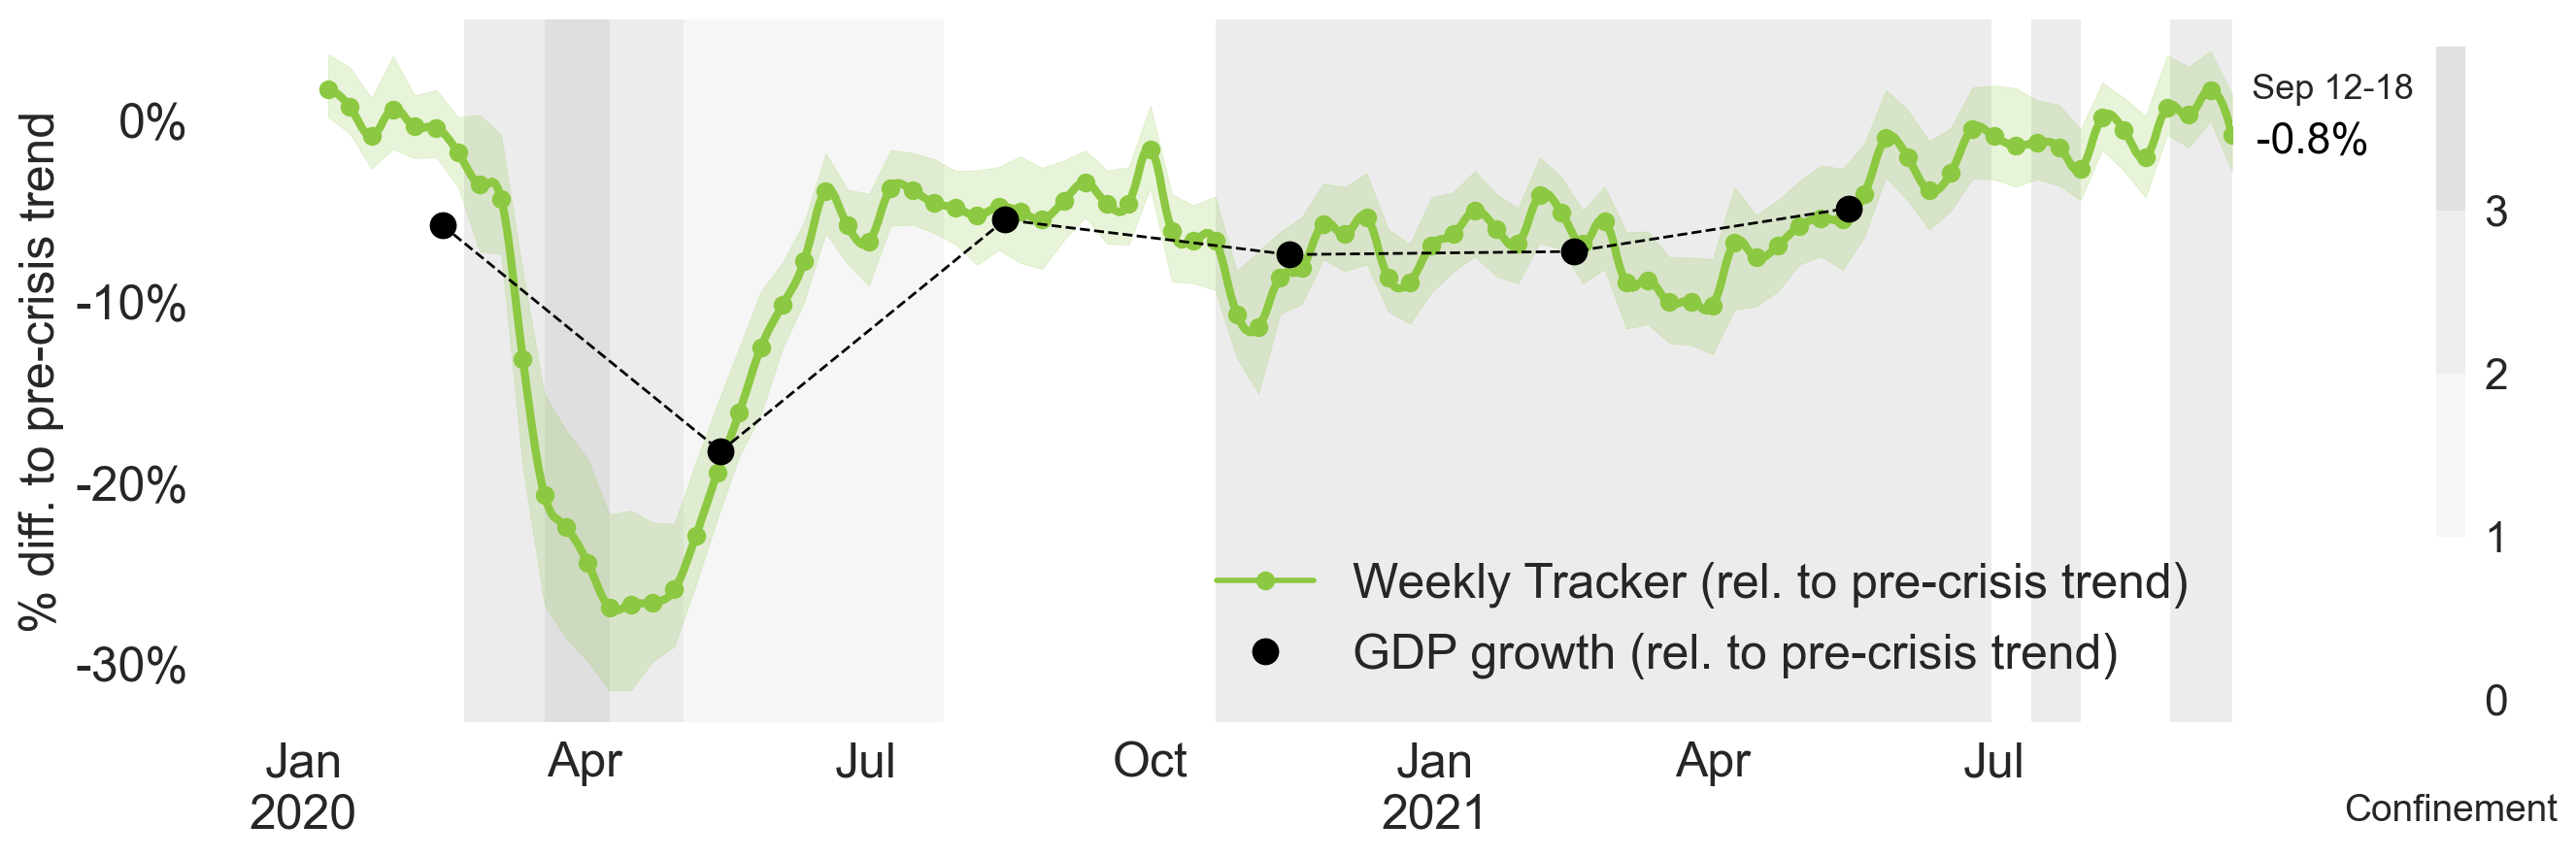 % diff. to pre-crisis trend
0%
-10%
-20%
-30%
Sep 12-18
-0.8%
Weekly Tracker (rel. to pre-crisis trend)
GDP growth (rel. to pre-crisis trend)
3
2
1
0
Jan
2020
Apr
Jul
Oct
Jan
2021
Apr
Jul
Confinement